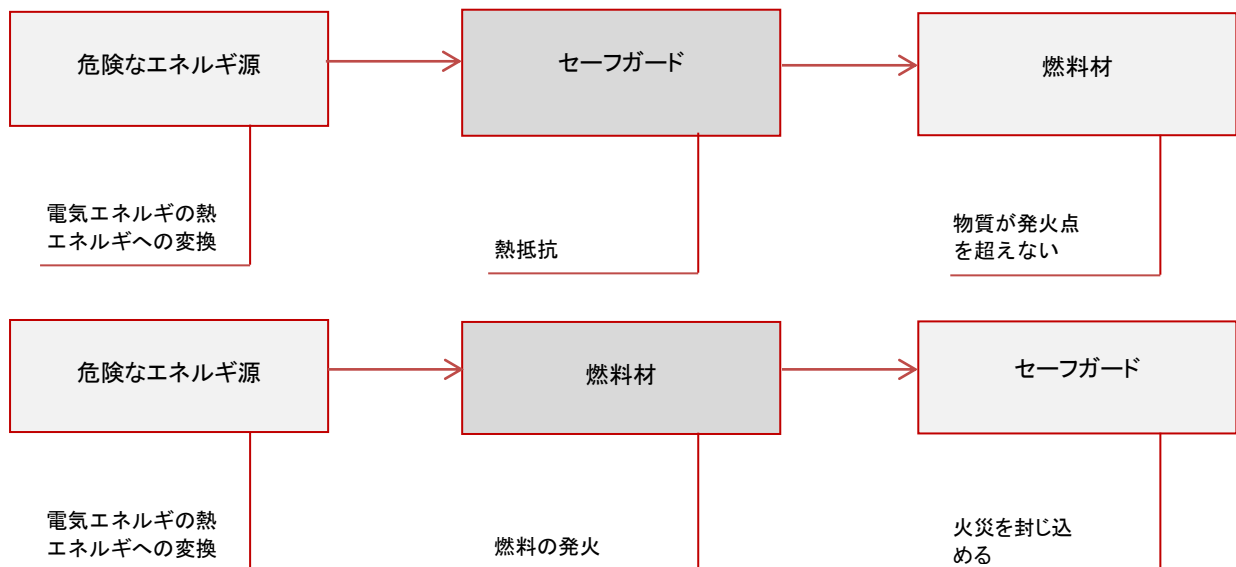 危険なエネルギ源
セーフガード
燃料材
電気エネルギの熱
エネルギへの変換
熱抵抗
物質が発火点
を超えない
危険なエネルギ源
燃料材
セーフガード
電気エネルギの熱
エネルギへの変換
燃料の発火
火災を封じ込
める